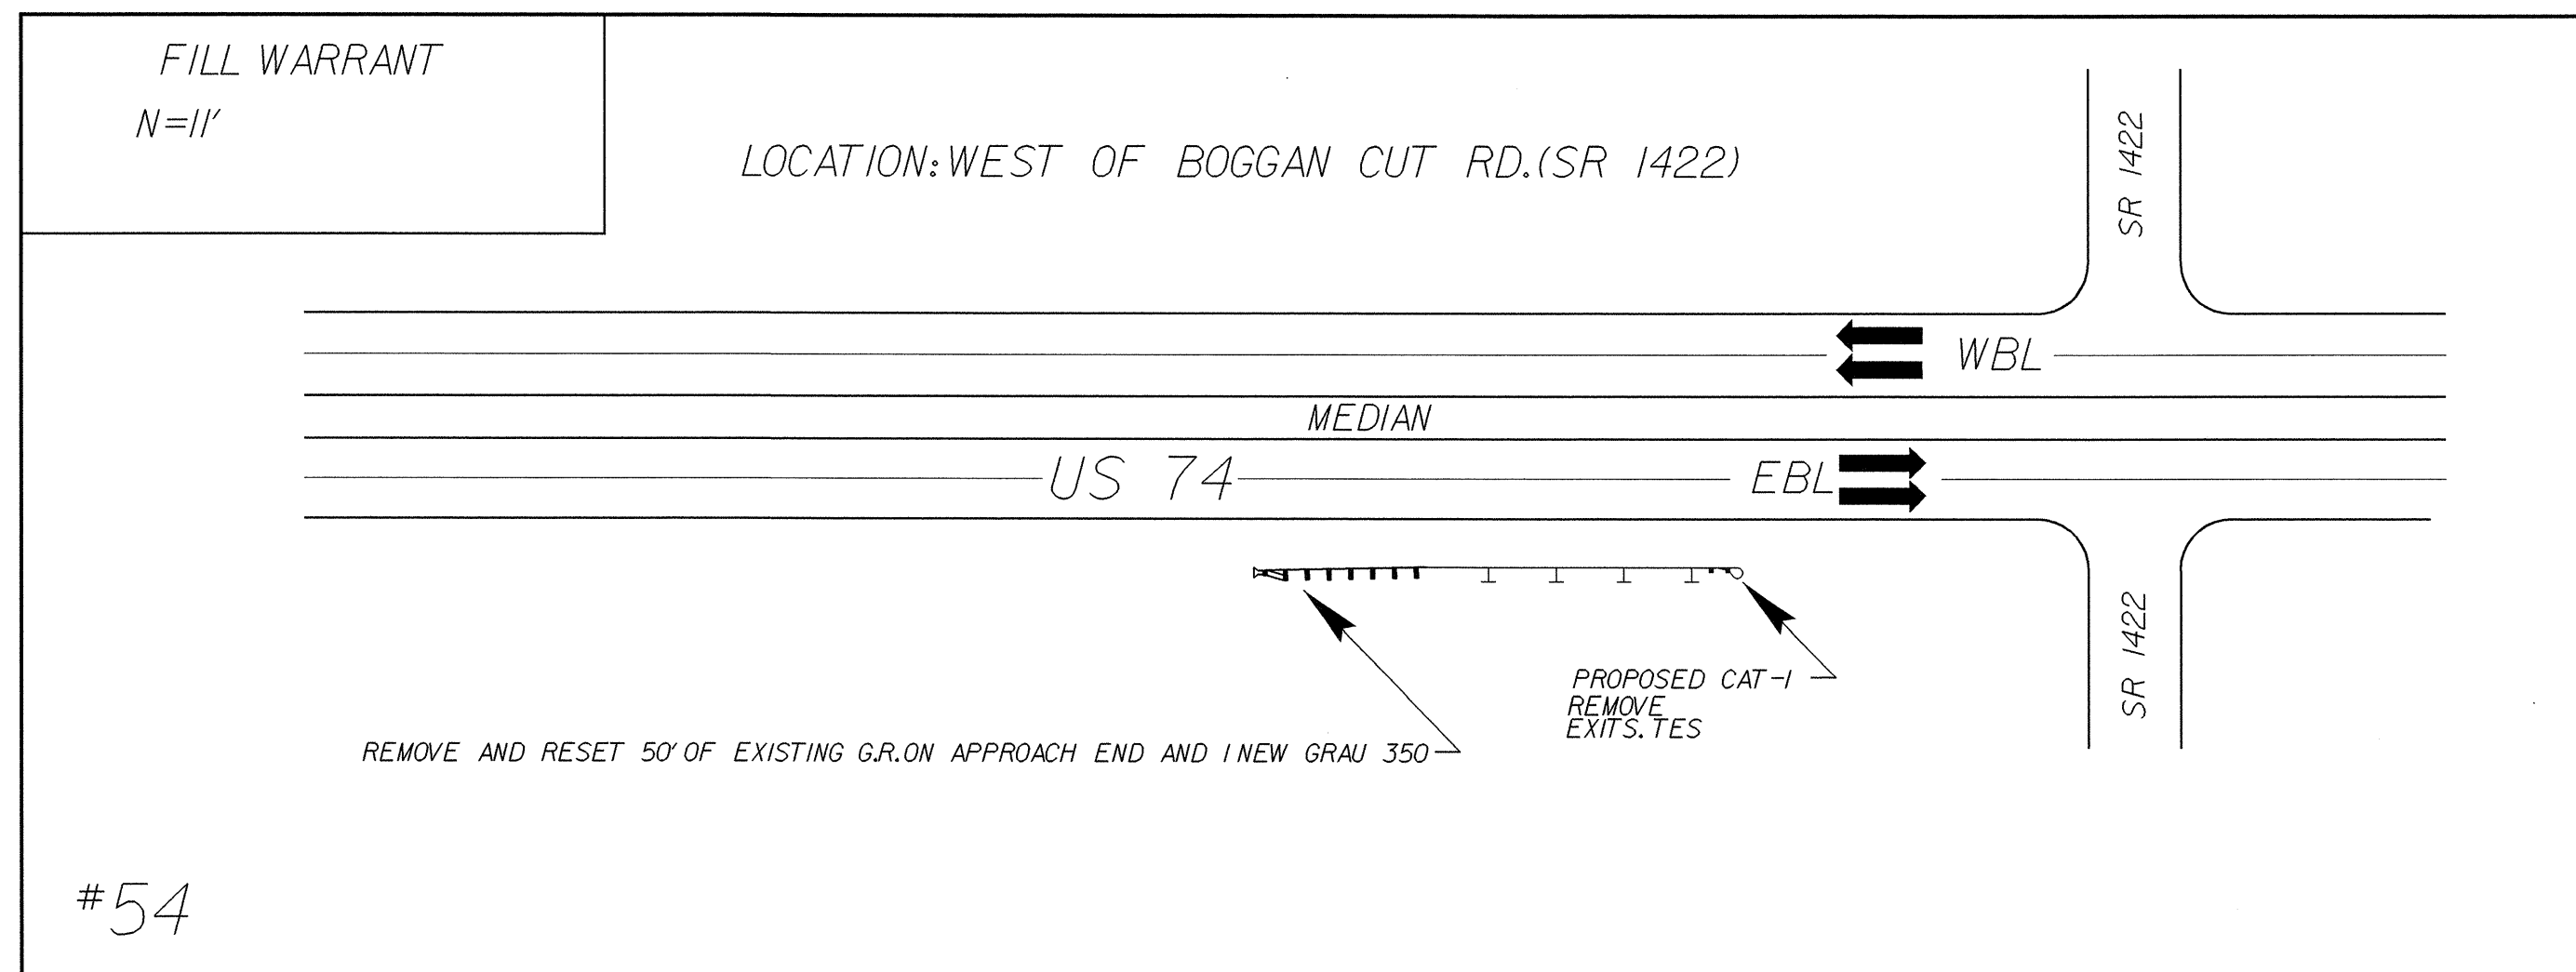 FILL WARRANT
N=11'
LOCATION: WEST OF BOGGAN CUT RD. (SR 1422)
SR 1422
WBL
MEDIAN
US 74
EBL
SR 1422
PROPOSED CAT-1
REMOVE
EXITS. TES
REMOVE AND RESET 50' OF EXISTING G.R. ON APPROACH END AND 1 NEW GRAU 350
#54